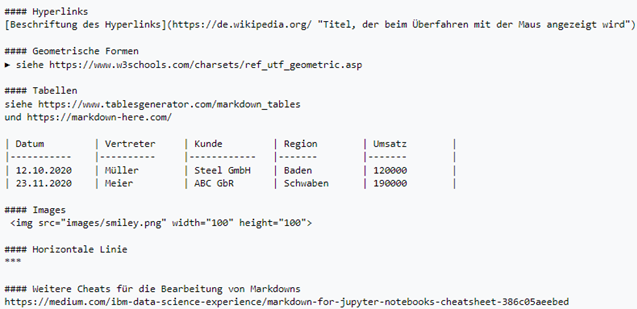 #### Hyperlinks
[Beschriftung des Hyperlinks](https://de.wikipedia.org/ "Titel, der beim Überfahren mit der Maus angezeigt wird")
#### Geometrische Formen
► siehe https://www.w3schools.com/charsets/ref_utf_geometric.asp
#### Tabellen
siehe https://www.tablesgenerator.com/markdown_tables
und https://markdown-here.com/
| Datum | Vertreter | Kunde | Region | Umsatz |
|-----------|----------|------------|-------|------- |
| 12.10.2020 | Müller | Steel GmbH | Baden | 120000 |
| 23.11.2020 | Meier | ABC GbR | Schwaben | 190000 |
#### Images
<img src="images/smiley.png" width="100" height="100">
#### Horizontale Linie
***
#### Weitere Cheats für die Bearbeitung von Markdowns
https://medium.com/ibm-data-science-experience/markdown-for-jupyter-notebooks-cheatsheet-386c05aeebed